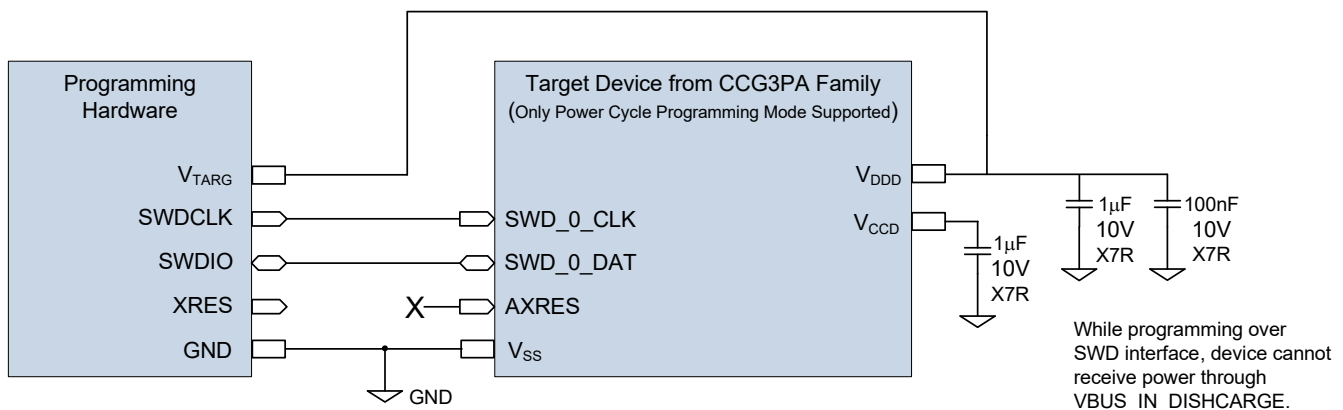 Programming
Hardware
VTARG
SWDCLK
SWDIO
XRES
GND
GND
Target Device from CCG3PA Family
(Only Power Cycle Programming Mode Supported)
SWD_0_CLK
SWD_0_DAT
X
AXRES
VSS
VDDD
VCCD
1μF
10V
X7R
1μF
10V
X7R
100nF
10V
X7R
While programming over
SWD interface, device cannot
receive power through
VBUS_IN_DISHCARGE.